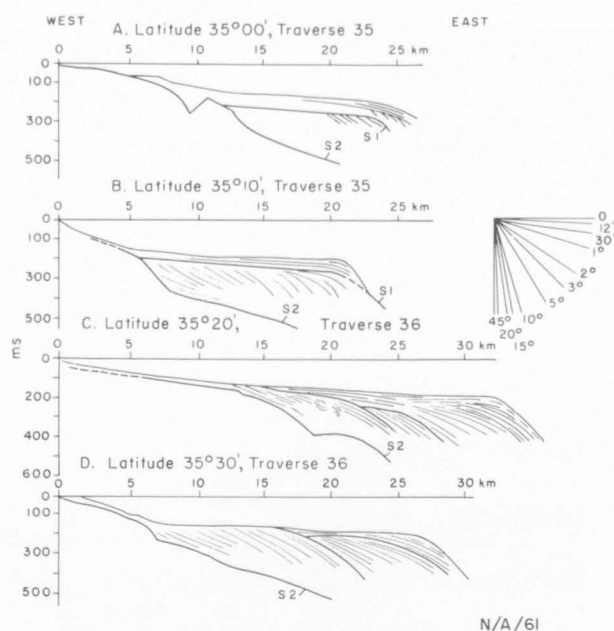 WEST
EAST
A. Latitude 35°00', Traverse 35
0 5 10 15 20 25 km
0
100
300
500
S1
S2
B. Latitude 35°10', Traverse 35
0 5 10 15 20 25 km
0
100
300
500
S1
S2
0
12'
30'
1°
2°
3°
5°
10°
15°
20°
45°
C. Latitude 35°20', Traverse 36
0 5 10 15 20 25 30 km
ms
0
200
400
600
S2
D. Latitude 35°30', Traverse 36
0 5 10 15 20 25 30 km
0
100
300
500
S2
N/A/61